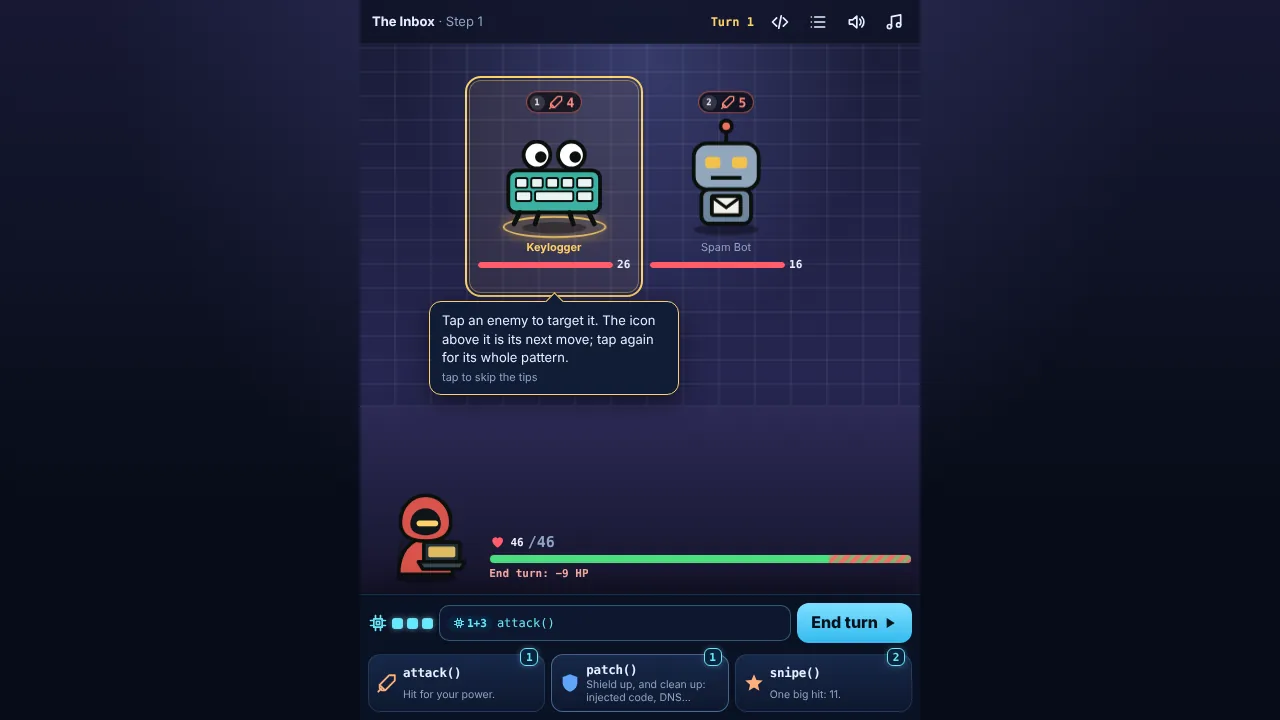 The Inbox · Step 1
Turn 1
1 4
2 5
Keylogger
Spam Bot
26
16
Tap an enemy to target it. The icon
above it is its next move; tap again
for its whole pattern.
tap to skip the tips
46 /46
End turn: −9 HP
1+3 attack()
End turn
1
attack()
Hit for your power.
1
patch()
Shield up, and clean up:
injected code, DNS...
2
snipe()
One big hit: 11.